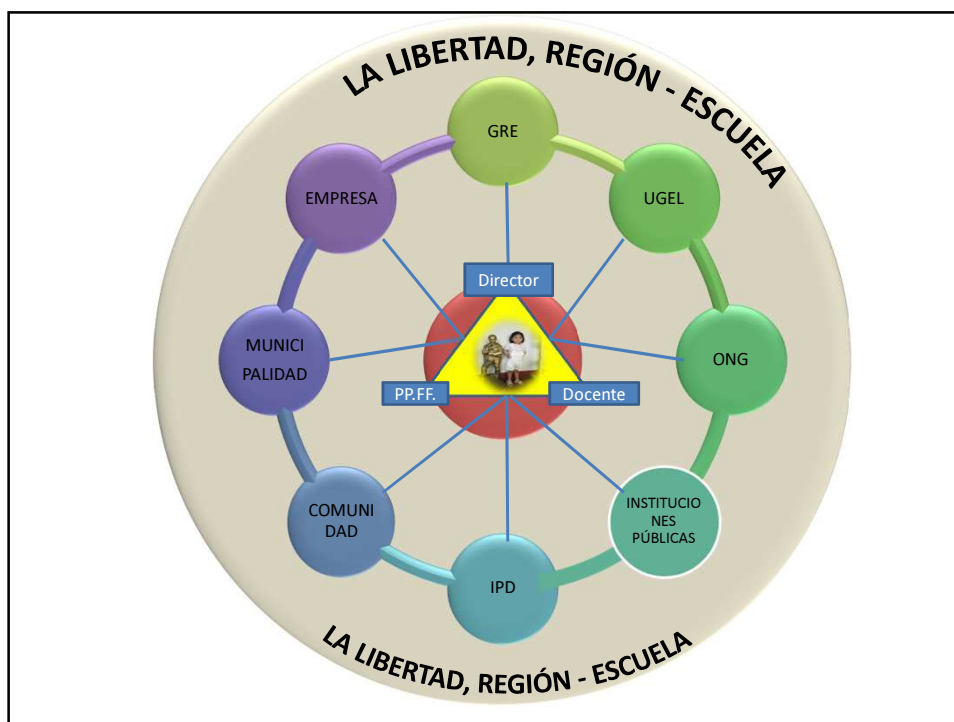 LA LIBERTAD, REGIÓN - ESCUELA
GRE
EMPRESA
UGEL
Director
MUNICI
PALIDAD
ONG
PP.FF.
Docente
COMUNI
DAD
INSTITUCIO
NES
PÚBLICAS
IPD
LA LIBERTAD, REGIÓN - ESCUELA